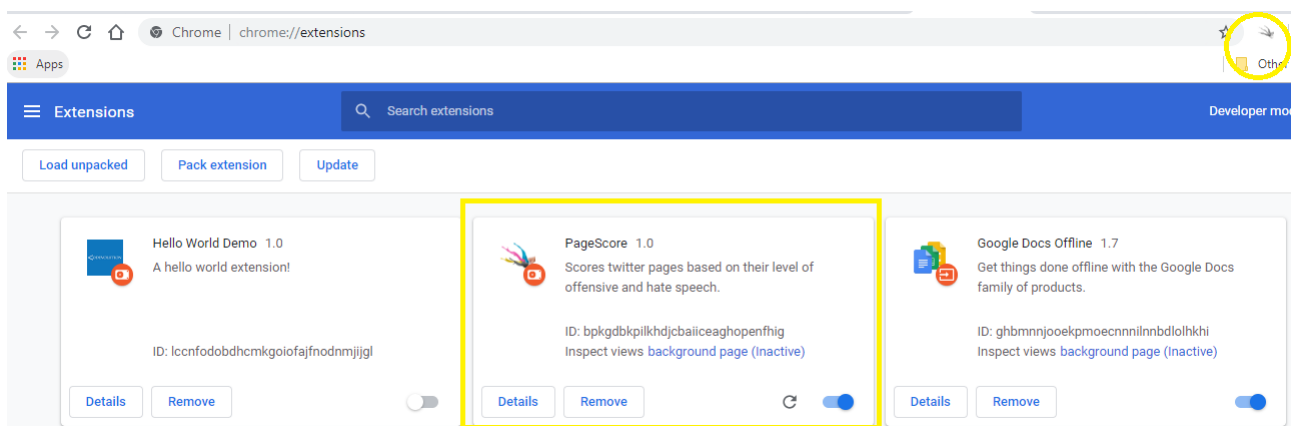 Chrome | chrome://extensions
Apps
Other
Extensions
Search extensions
Developer mo
Load unpacked
Pack extension
Update
Hello World Demo 1.0
A hello world extension!
ID: lccnfodobdhcmkgoiofajfnodnmjijgl
Details
Remove
PageScore 1.0
Scores twitter pages based on their level of
offensive and hate speech.
ID: bpkgdbkpilkhdjcbaiiceaghopenfhig
Inspect views background page (Inactive)
Details
Remove
Google Docs Offline 1.7
Get things done offline with the Google Docs
family of products.
ID: ghbmnnjooekpmoecnnnilnnbdlolhkhi
Inspect views background page (Inactive)
Details
Remove